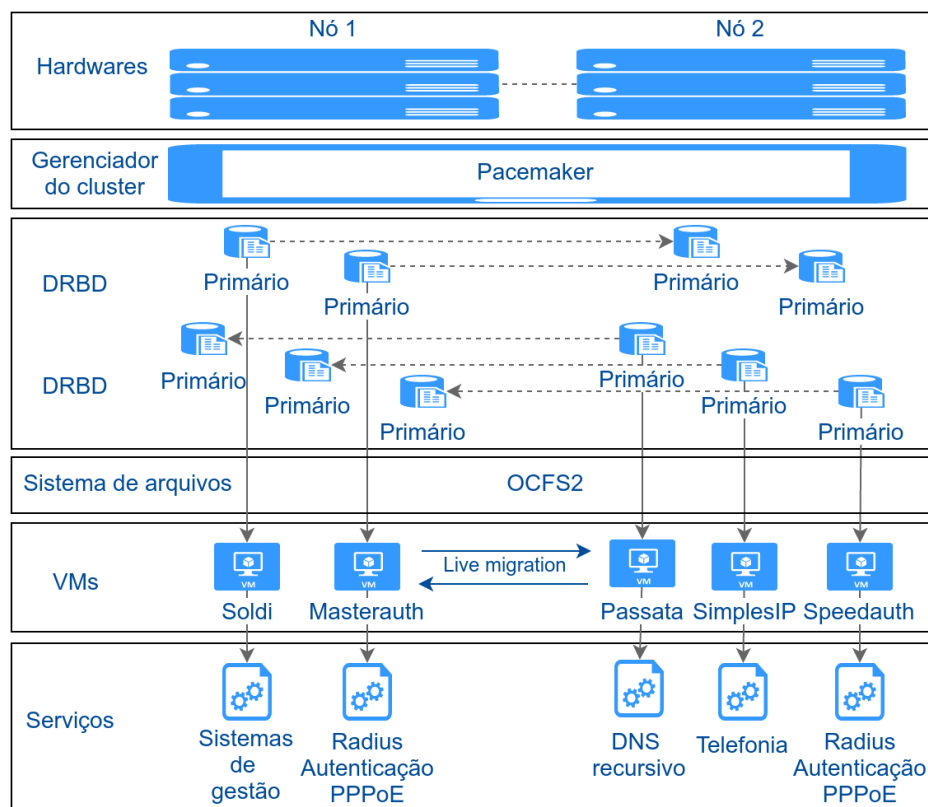 Nó 1
Nó 2
Hardwares
Gerenciador
do cluster
Pacemaker
DRBD
Primário
Primário
Primário
Primário
DRBD
Primário
Primário
Primário
Primário
Primário
Primário
Sistema de arquivos
OCFS2
VMs
VM
Soldi
VM
Masterauth
Live migration
VM
Passata
VM
SimplesIP
VM
Speedauth
Serviços
Sistemas
de
gestão
Radius
Autenticação
PPPoE
DNS
recursivo
Telefonia
Radius
Autenticação
PPPoE